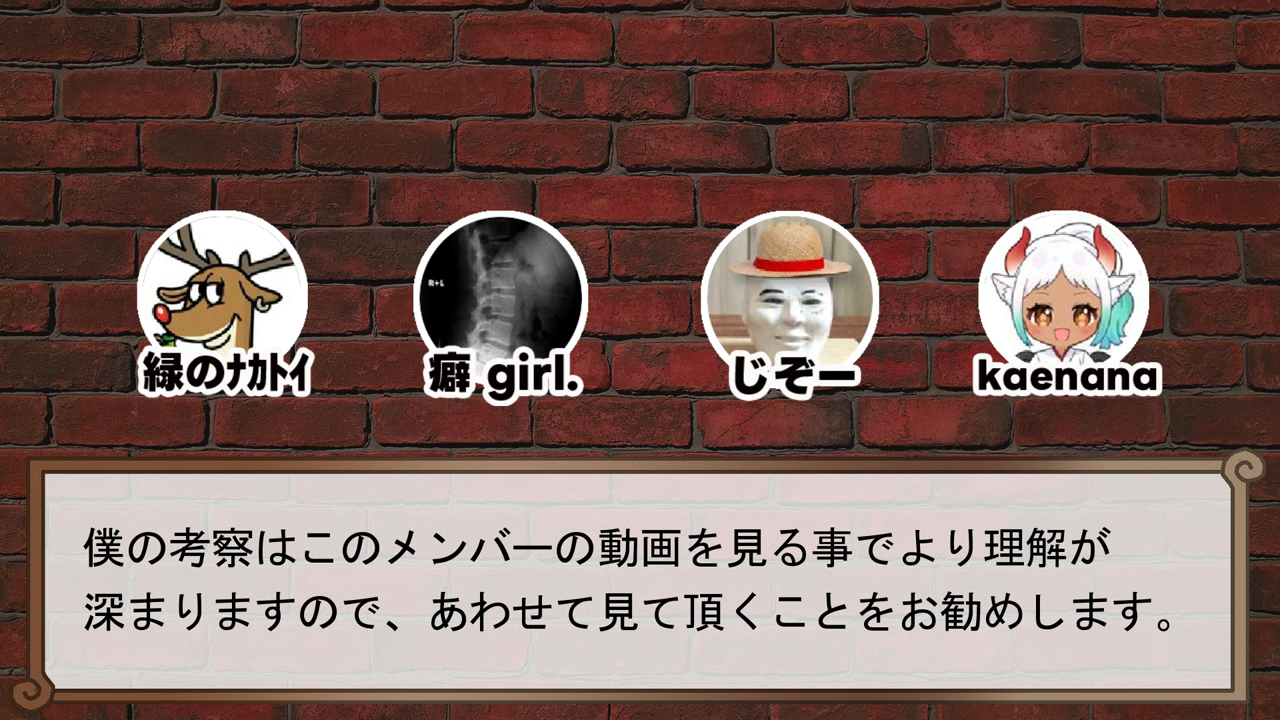 緑のﾅｶﾄｲ
癖 girl.
じぞー
kaenana
僕の考察はこのメンバーの動画を見る事でより理解が
深まりますので、あわせて見て頂くことをお勧めします。